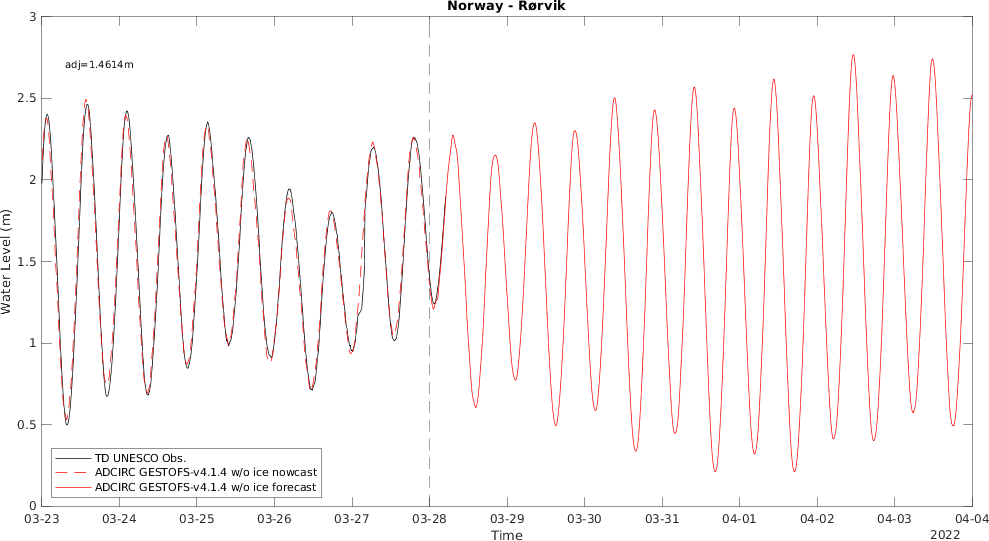 Norway - Rørvik
adj=1.4614m
Water Level (m)
3
2.5
2
1.5
1
0.5
0
TD UNESCO Obs.
ADCIRC GESTOFS-v4.1.4 w/o ice nowcast
ADCIRC GESTOFS-v4.1.4 w/o ice forecast
03-23 03-24 03-25 03-26 03-27 03-28 03-29 03-30 03-31 04-01 04-02 04-03 04-04
Time
2022